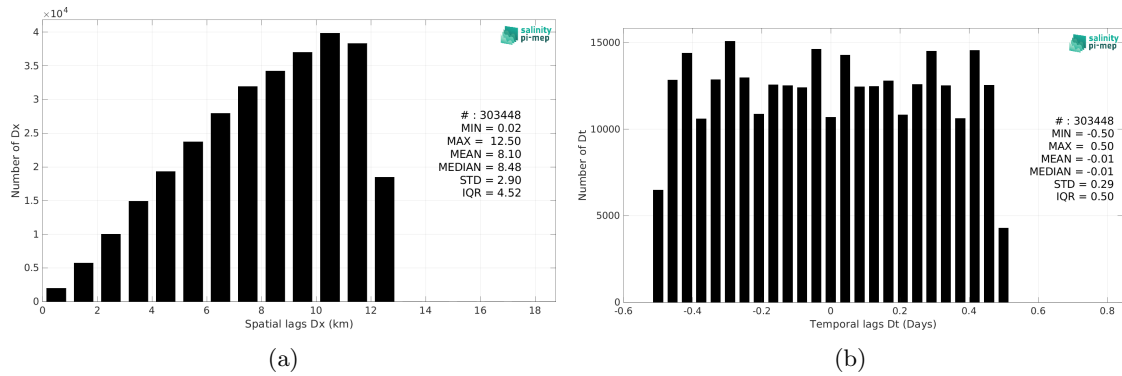 ×10⁴
4
3.5
3
2.5
2
1.5
1
0.5
0
Number of Dx
0 2 4 6 8 10 12 14 16 18
Spatial lags Dx (km)
salinity
pi-mep
# : 303448
MIN = 0.02
MAX = 12.50
MEAN = 8.10
MEDIAN = 8.48
STD = 2.90
IQR = 4.52
(a)
15000
10000
5000
0
Number of Dt
-0.6 -0.4 -0.2 0 0.2 0.4 0.6 0.8
Temporal lags Dt (Days)
salinity
pi-mep
# : 303448
MIN = -0.50
MAX = 0.50
MEAN = -0.01
MEDIAN = -0.01
STD = 0.29
IQR = 0.50
(b)